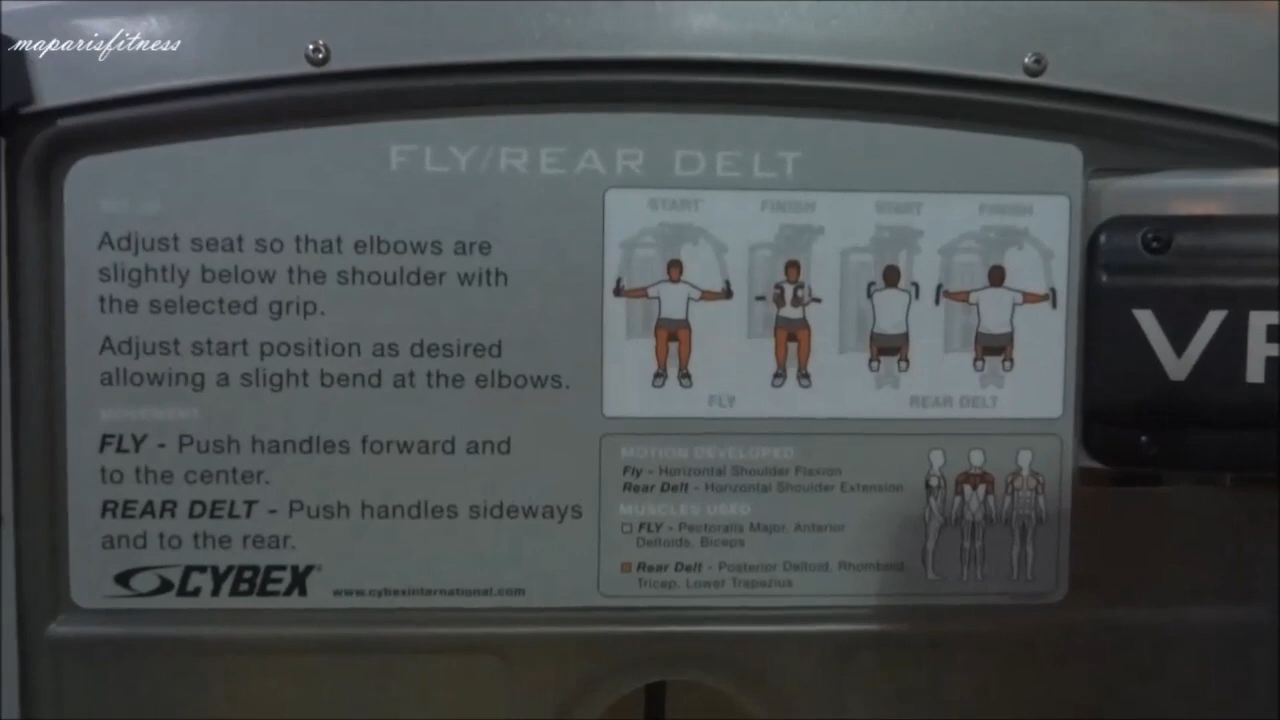 maparisfitness
FLY/REAR DELT
Adjust seat so that elbows are
slightly below the shoulder with
the selected grip.
Adjust start position as desired
allowing a slight bend at the elbows.
MOVEMENT
FLY - Push handles forward and
to the center.
REAR DELT - Push handles sideways
and to the rear.
CYBEX
www.cybexinternational.com
START FINISH START FINISH
FLY REAR DELT
MOTION DEVELOPED
Fly - Horizontal Shoulder Flexion
Rear Delt - Horizontal Shoulder Extension
MUSCLES USED
FLY - Pectoralis Major, Anterior
Deltoids, Biceps
Rear Delt - Posterior Deltoid, Rhomboid
Tricep, Lower Trapezius